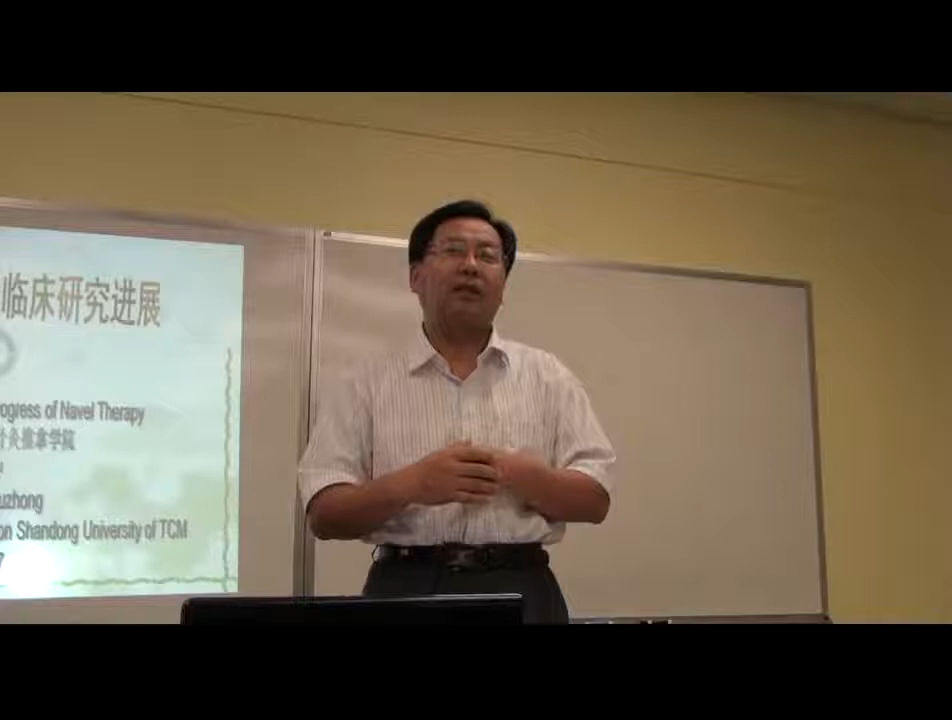 临床研究进展
ogress of Navel Therapy
针灸推拿学院
uzhong
on Shandong University of TCM
7